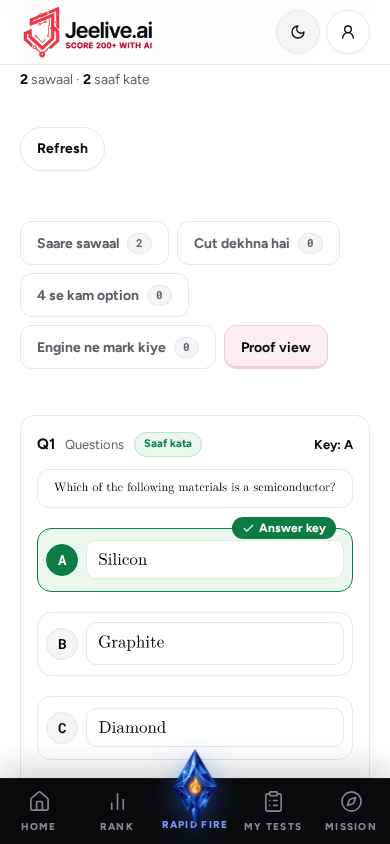 Jeelive.ai
SCORE 200+ WITH AI
2 sawaal · 2 saaf kate
Refresh
Saare sawaal 2
Cut dekhna hai 0
4 se kam option 0
Engine ne mark kiye 0
Proof view
Q1 Questions Saaf kata Key: A
Which of the following materials is a semiconductor?
Answer key
A Silicon
B Graphite
C Diamond
HOME RANK RAPID FIRE MY TESTS MISSION